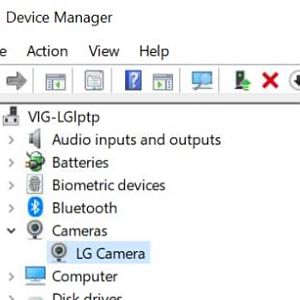 Device Manager
e Action View Help
VIG-LGlptp
Audio inputs and outputs
Batteries
Biometric devices
Bluetooth
Cameras
LG Camera
Computer
Disk drives